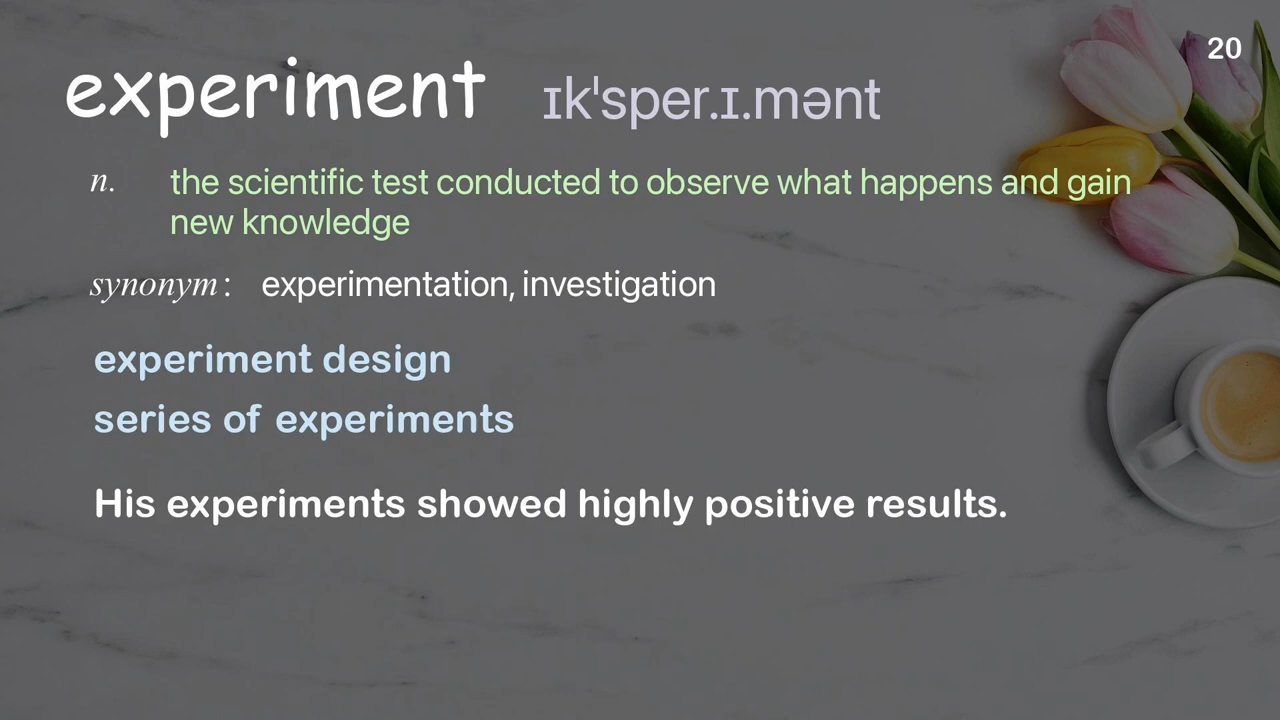 20
experiment ɪkˈsper.ɪ.mənt
n. the scientific test conducted to observe what happens and gain
new knowledge
synonym : experimentation, investigation
experiment design
series of experiments
His experiments showed highly positive results.